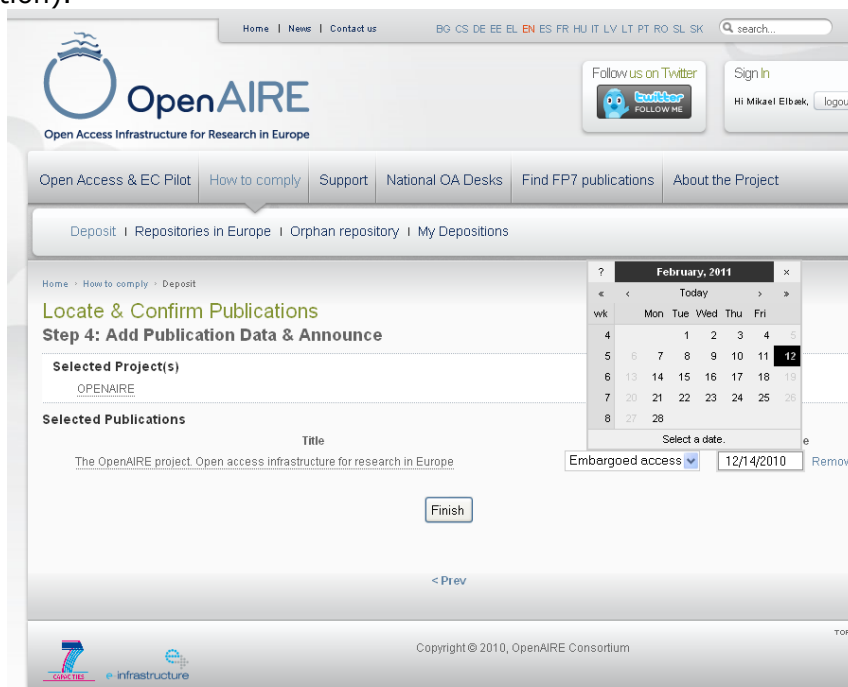 tion).
Home | News | Contact us BG CS DE EE EL EN ES FR HU IT LV LT PT RO SL SK search...
Follow us on Twitter Sign In
twitter
FOLLOW ME
Hi Mikael Elbæk, logou
OpenAIRE
Open Access Infrastructure for Research in Europe
Open Access & EC Pilot How to comply Support National OA Desks Find FP7 publications About the Project
Deposit | Repositories in Europe | Orphan repository | My Depositions
Home › How to comply › Deposit
Locate & Confirm Publications
Step 4: Add Publication Data & Announce
Selected Project(s)
OPENAIRE
Selected Publications
Title
The OpenAIRE project. Open access infrastructure for research in Europe
? February, 2011 ×
« ‹ Today › »
wk Mon Tue Wed Thu Fri
4 1 2 3 4 5
5 6 7 8 9 10 11 12
6 13 14 15 16 17 18 19
7 20 21 22 23 24 25 26
8 27 28
Select a date.
e
Embargoed access 12/14/2010 Remov
Finish
< Prev
7
CAPACITIES
e-infrastructure
Copyright © 2010, OpenAIRE Consortium
TOP